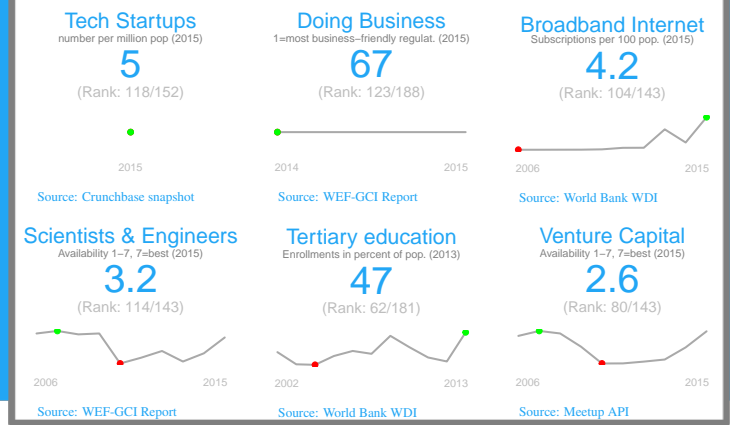 Tech Startups
number per million pop (2015)
5
(Rank: 118/152)
2015
Source: Crunchbase snapshot
Doing Business
1=most business−friendly regulat. (2015)
67
(Rank: 123/188)
2014 2015
Source: WEF-GCI Report
Broadband Internet
Subscriptions per 100 pop. (2015)
4.2
(Rank: 104/143)
2006 2015
Source: World Bank WDI
Scientists & Engineers
Availability 1−7, 7=best (2015)
3.2
(Rank: 114/143)
2006 2015
Source: WEF-GCI Report
Tertiary education
Enrollments in percent of pop. (2013)
47
(Rank: 62/181)
2002 2013
Source: World Bank WDI
Venture Capital
Availability 1−7, 7=best (2015)
2.6
(Rank: 80/143)
2006 2015
Source: Meetup API